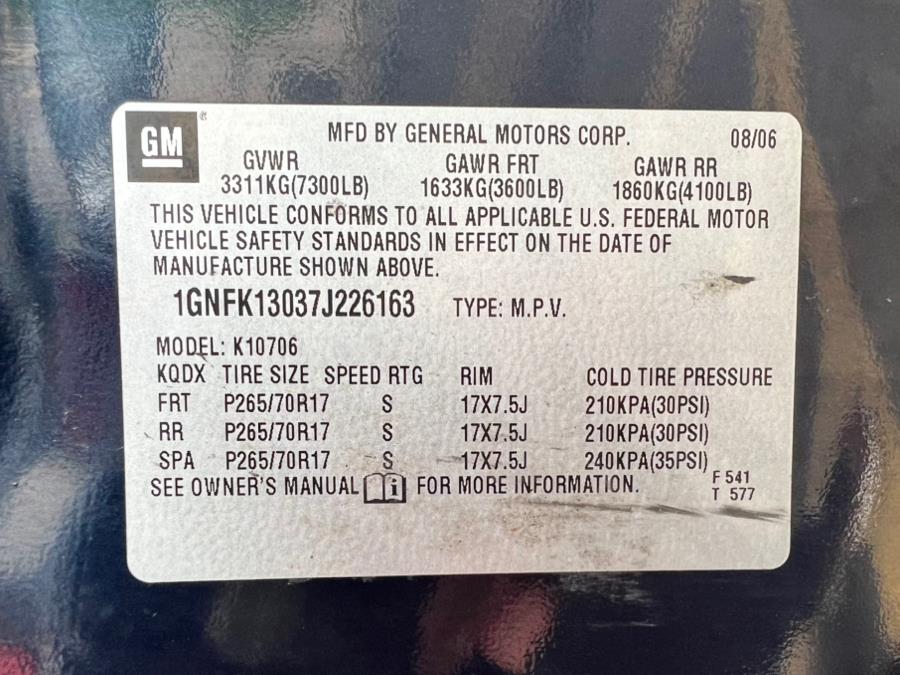 GM
MFD BY GENERAL MOTORS CORP. 08/06
GVWR GAWR FRT GAWR RR
3311KG(7300LB) 1633KG(3600LB) 1860KG(4100LB)
THIS VEHICLE CONFORMS TO ALL APPLICABLE U.S. FEDERAL MOTOR
VEHICLE SAFETY STANDARDS IN EFFECT ON THE DATE OF
MANUFACTURE SHOWN ABOVE.
1GNFK13037J226163 TYPE: M.P.V.
MODEL: K10706
KQDX TIRE SIZE SPEED RTG RIM COLD TIRE PRESSURE
FRT P265/70R17 S 17X7.5J 210KPA(30PSI)
RR P265/70R17 S 17X7.5J 210KPA(30PSI)
SPA P265/70R17 S 17X7.5J 240KPA(35PSI)
SEE OWNER'S MANUAL i FOR MORE INFORMATION.
F 541
T 577